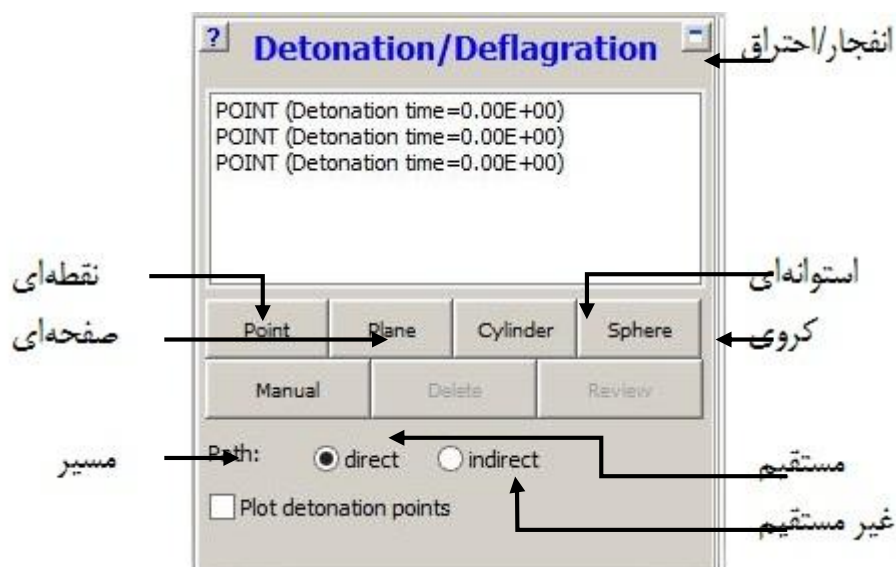 ?
Detonation/Deflagration
انفجار/احتراق
POINT (Detonation time=0.00E+00)
POINT (Detonation time=0.00E+00)
POINT (Detonation time=0.00E+00)
نقطه‌ای
استوانه‌ای
Point Plane Cylinder Sphere
صفحه‌ای
کروی
Manual Delete Review
مسیر
Path: direct indirect
مستقیم
Plot detonation points
غیر مستقیم